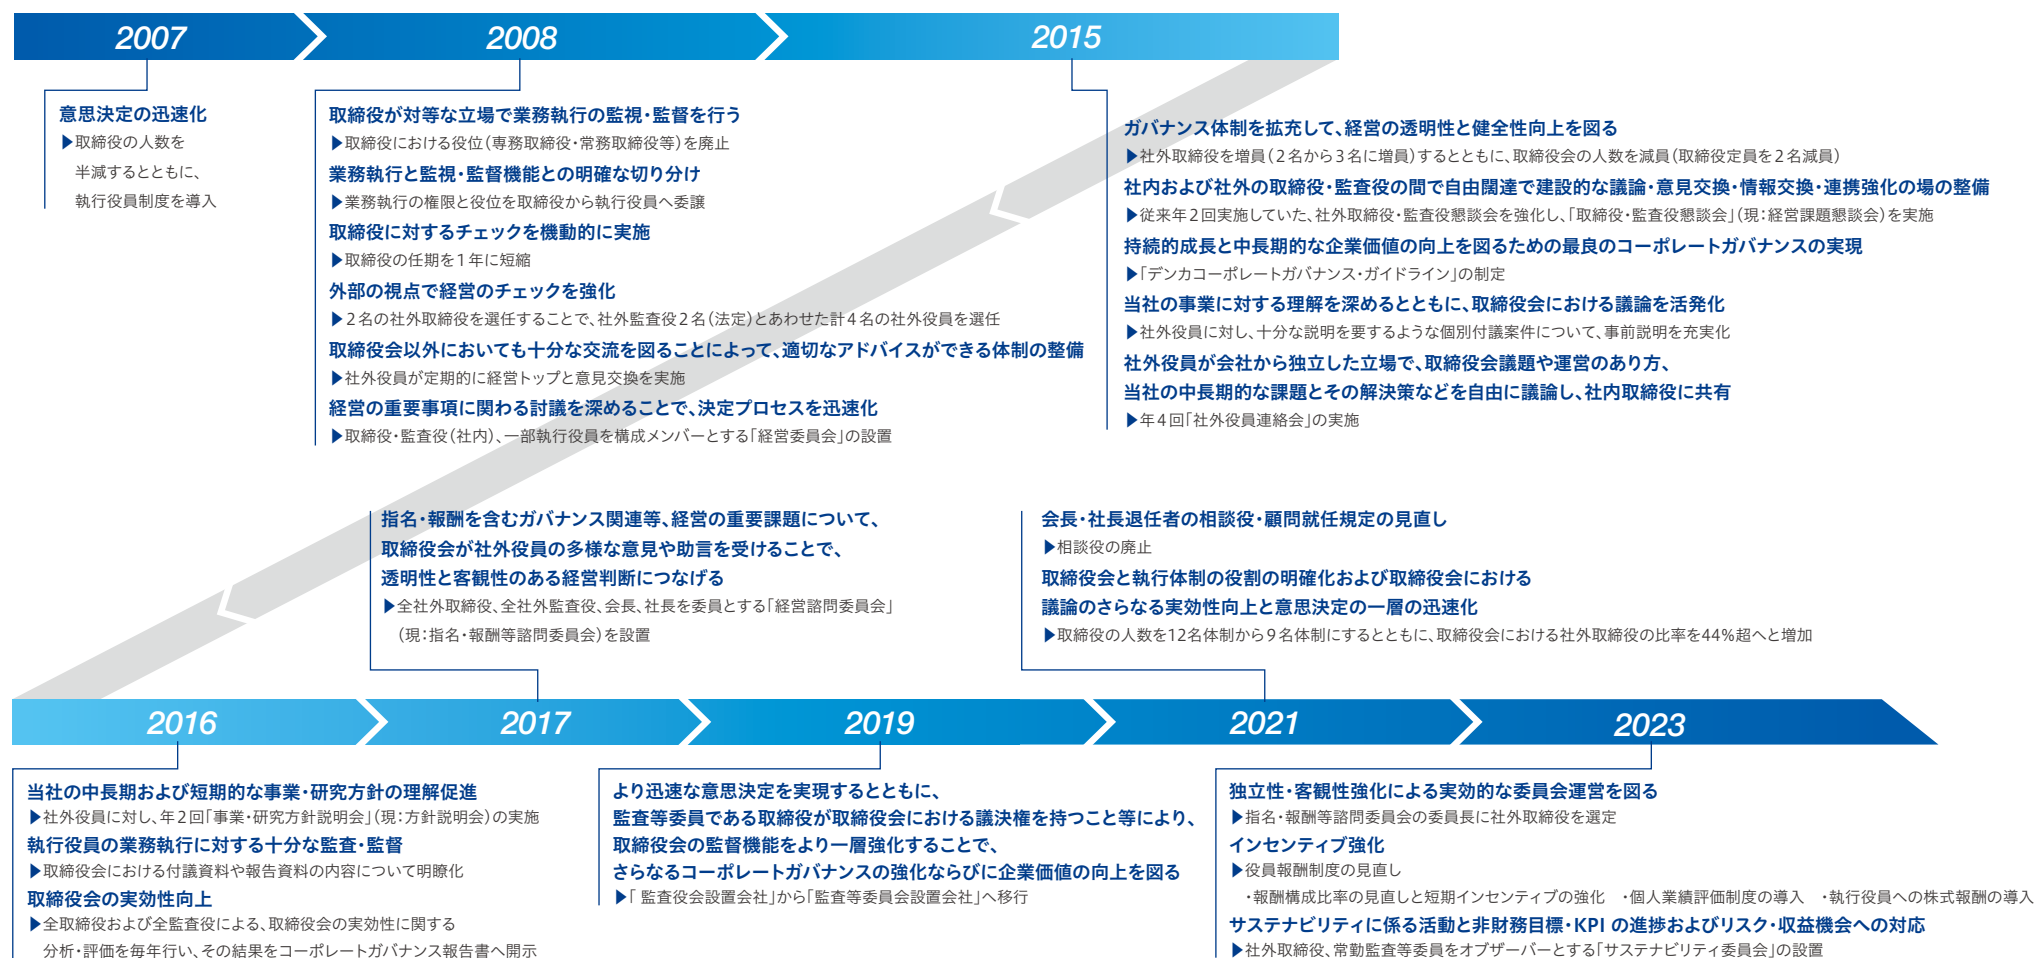 2007
2008
2015
意思決定の迅速化
▶取締役の人数を
半減するとともに、
執行役員制度を導入
取締役が対等な立場で業務執行の監視・監督を行う
▶取締役における役位（専務取締役・常務取締役等）を廃止
業務執行と監視・監督機能との明確な切り分け
▶業務執行の権限と役位を取締役から執行役員へ委譲
取締役に対するチェックを機動的に実施
▶取締役の任期を1年に短縮
外部の視点で経営のチェックを強化
▶2名の社外取締役を選任することで、社外監査役2名（法定）とあわせた計4名の社外役員を選任
取締役会以外においても十分な交流を図ることによって、適切なアドバイスができる体制の整備
▶社外役員が定期的に経営トップと意見交換を実施
経営の重要事項に関わる討議を深めることで、決定プロセスを迅速化
▶取締役・監査役（社内）、一部執行役員を構成メンバーとする「経営委員会」の設置
ガバナンス体制を拡充して、経営の透明性と健全性向上を図る
▶社外取締役を増員（2名から3名に増員）するとともに、取締役会の人数を減員（取締役定員を2名減員）
社内および社外の取締役・監査役の間で自由闊達で建設的な議論・意見交換・情報交換・連携強化の場の整備
▶従来年2回実施していた、社外取締役・監査役懇談会を強化し、「取締役・監査役懇談会」（現：経営課題懇談会）を実施
持続的成長と中長期的な企業価値の向上を図るための最良のコーポレートガバナンスの実現
▶「デンカコーポレートガバナンス・ガイドライン」の制定
当社の事業に対する理解を深めるとともに、取締役会における議論を活発化
▶社外役員に対し、十分な説明を要するような個別付議案件について、事前説明を充実化
社外役員が会社から独立した立場で、取締役会議題や運営のあり方、
当社の中長期的な課題とその解決策などを自由に議論し、社内取締役に共有
▶年4回「社外役員連絡会」の実施
指名・報酬を含むガバナンス関連等、経営の重要課題について、
取締役会が社外役員の多様な意見や助言を受けることで、
透明性と客観性のある経営判断につなげる
▶全社外取締役、全社外監査役、会長、社長を委員とする「経営諮問委員会」
（現：指名・報酬等諮問委員会）を設置
会長・社長退任者の相談役・顧問就任規定の見直し
▶相談役の廃止
取締役会と執行体制の役割の明確化および取締役会における
議論のさらなる実効性向上と意思決定の一層の迅速化
▶取締役の人数を12名体制から9名体制にするとともに、取締役会における社外取締役の比率を44%超へと増加
2016
2017
2019
2021
2023
当社の中長期および短期的な事業・研究方針の理解促進
▶社外役員に対し、年2回「事業・研究方針説明会」（現：方針説明会）の実施
執行役員の業務執行に対する十分な監査・監督
▶取締役会における付議資料や報告資料の内容について明瞭化
取締役会の実効性向上
▶全取締役および全監査役による、取締役会の実効性に関する
分析・評価を毎年行い、その結果をコーポレートガバナンス報告書へ開示
より迅速な意思決定を実現するとともに、
監査等委員である取締役が取締役会における議決権を持つこと等により、
取締役会の監督機能をより一層強化することで、
さらなるコーポレートガバナンスの強化ならびに企業価値の向上を図る
▶「監査役会設置会社」から「監査等委員会設置会社」へ移行
独立性・客観性強化による実効的な委員会運営を図る
▶指名・報酬等諮問委員会の委員長に社外取締役を選定
インセンティブ強化
▶役員報酬制度の見直し
・報酬構成比率の見直しと短期インセンティブの強化 ・個人業績評価制度の導入 ・執行役員への株式報酬の導入
サステナビリティに係る活動と非財務目標・KPI の進捗およびリスク・収益機会への対応
▶社外取締役、常勤監査等委員をオブザーバーとする「サステナビリティ委員会」の設置